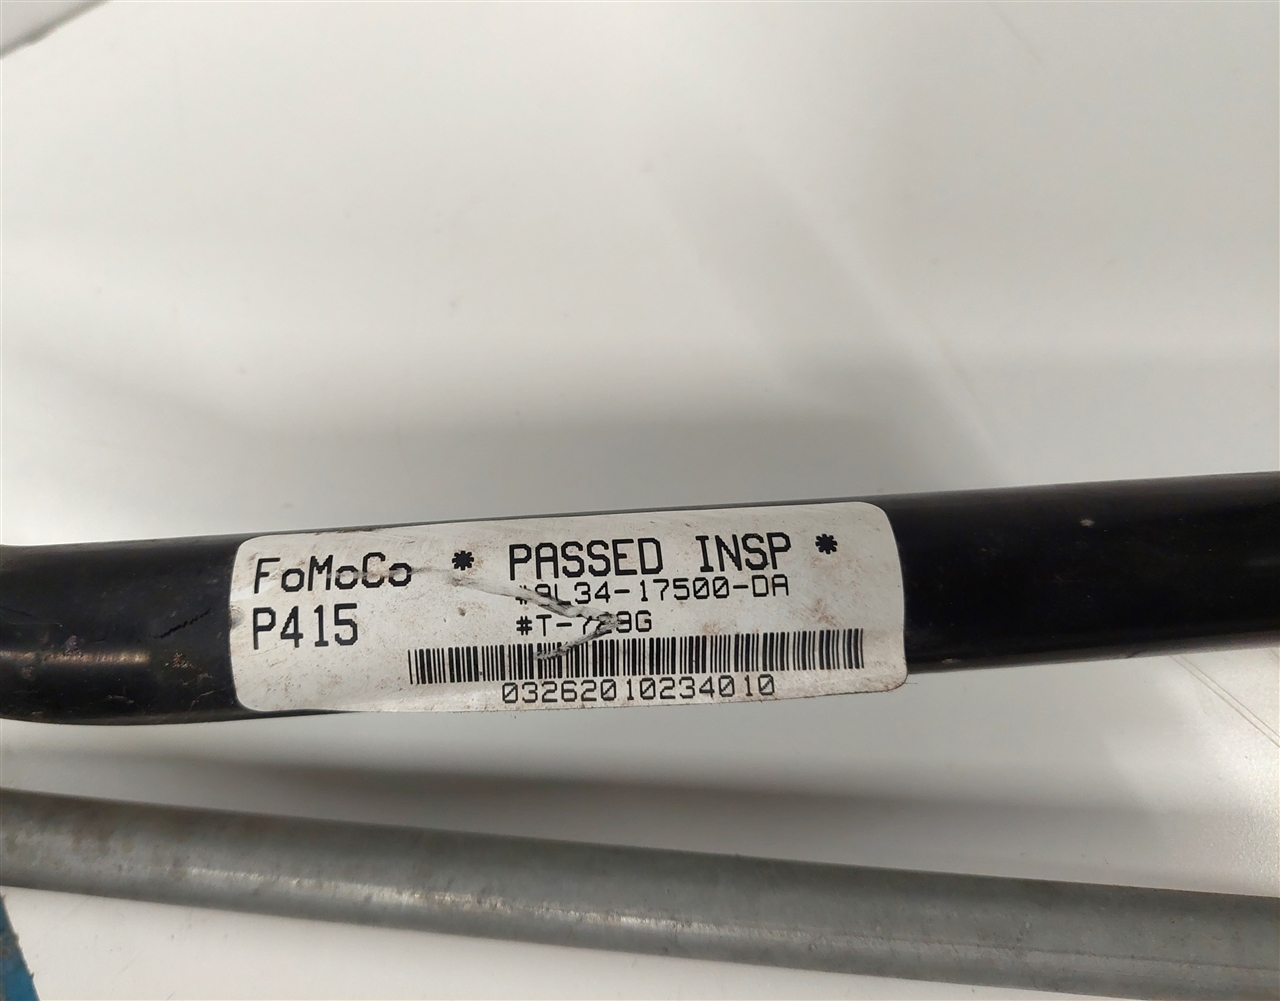 FoMoCo * PASSED INSP *
P415
#9L34-17500-DA
03262010234010